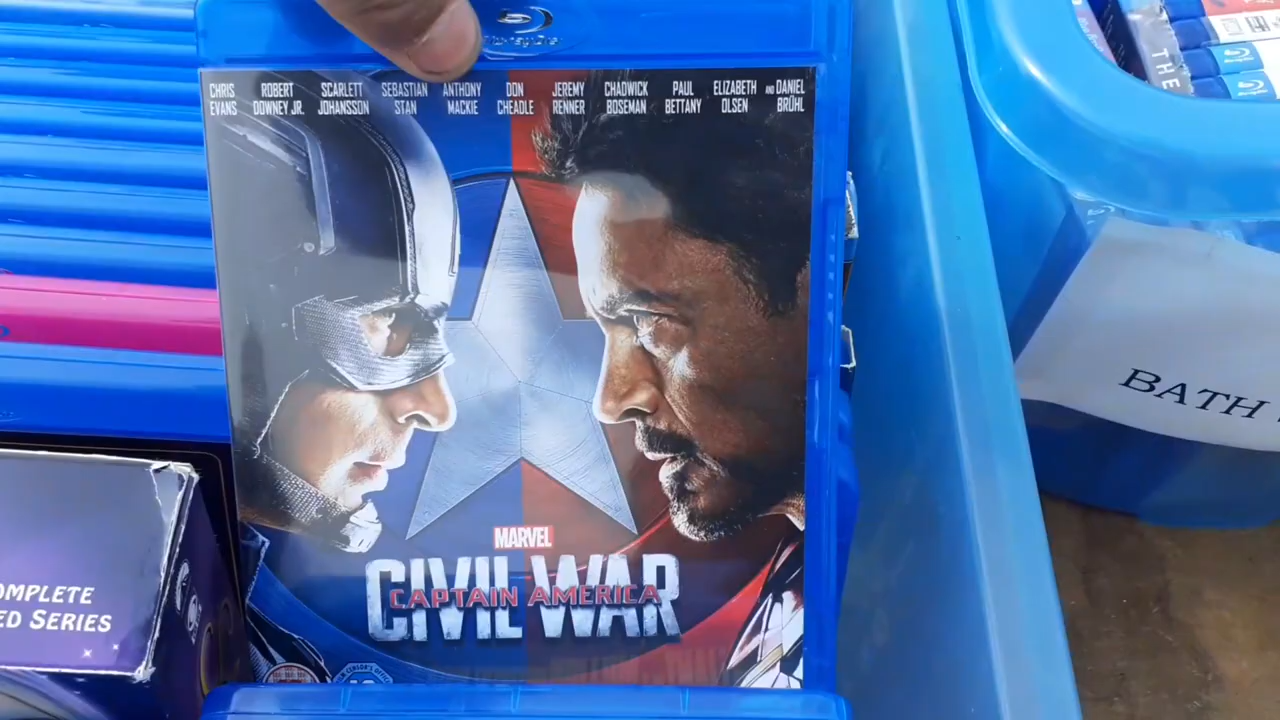 Blu-ray Disc
CHRIS EVANS
ROBERT DOWNEY JR.
SCARLETT JOHANSSON
SEBASTIAN STAN
ANTHONY MACKIE
DON CHEADLE
JEREMY RENNER
CHADWICK BOSEMAN
PAUL BETTANY
ELIZABETH OLSEN
AND DANIEL BRÜHL
MARVEL
CIVIL WAR
CAPTAIN AMERICA
OMPLETE
ED SERIES
THE
BATH